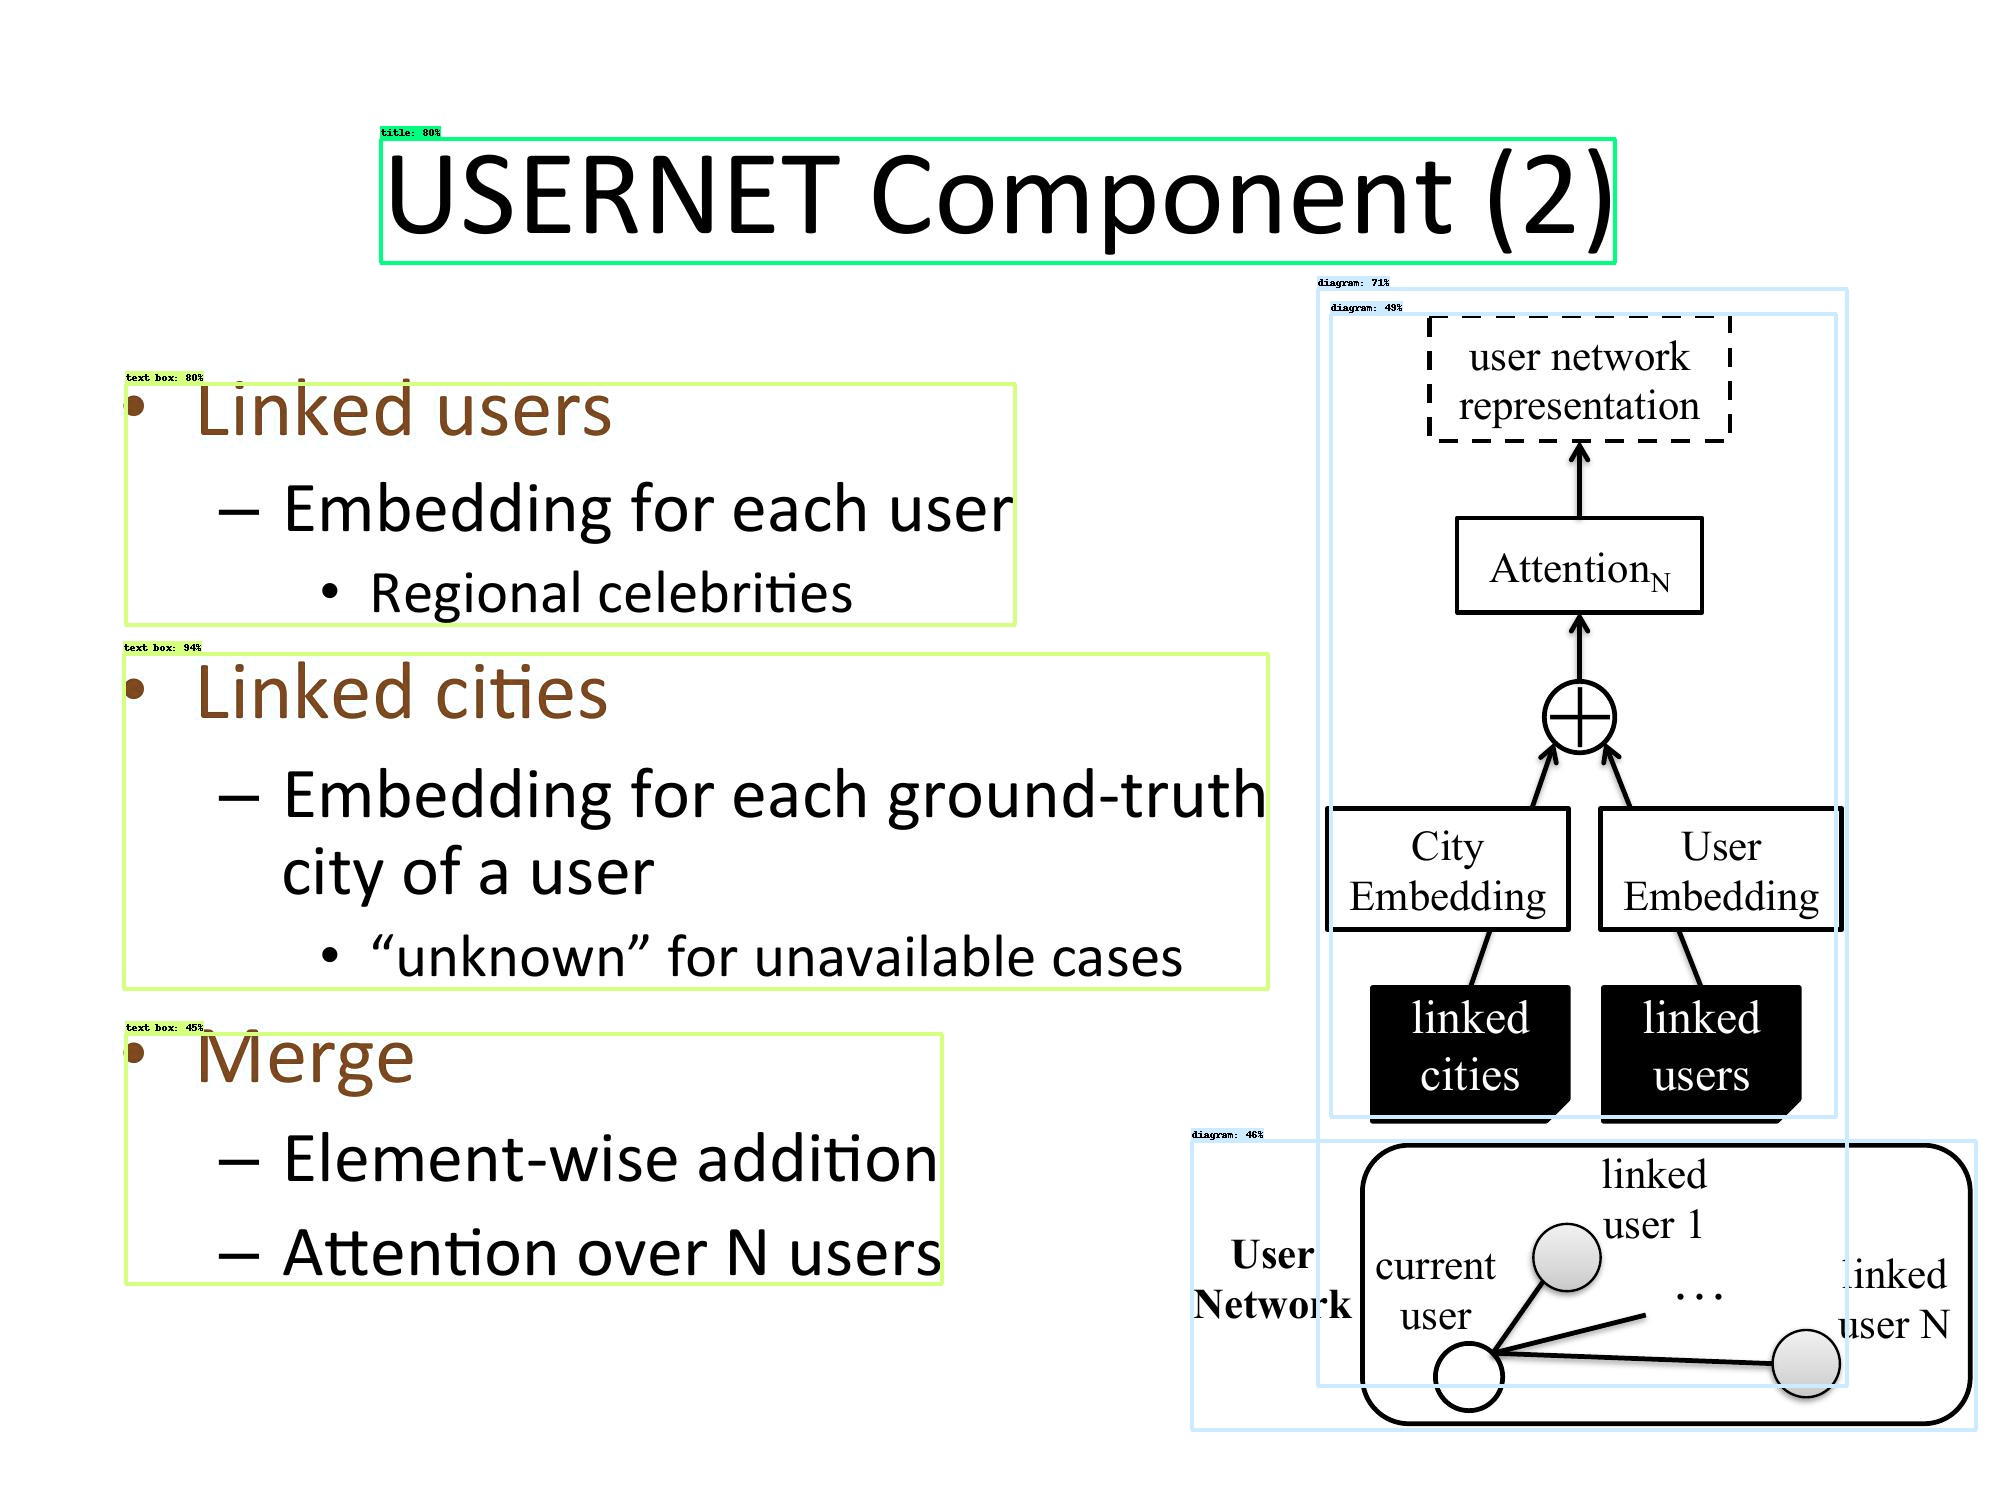 title: 80%
USERNET Component (2)
text box: 80%
• Linked users
– Embedding for each user
• Regional celebrities
text box: 94%
• Linked cities
– Embedding for each ground-truth
city of a user
• “unknown” for unavailable cases
text box: 45%
• Merge
– Element-wise addition
– Attention over N users
diagram: 71%
diagram: 49%
user network
representation
AttentionN
City
Embedding
User
Embedding
linked
cities
linked
users
diagram: 46%
User
Network
current
user
linked
user 1
…
linked
user N